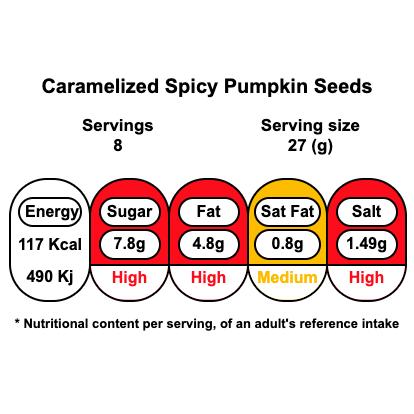 Caramelized Spicy Pumpkin Seeds
Servings Serving size
8 27 (g)
Energy Sugar Fat Sat Fat Salt
117 Kcal 7.8g 4.8g 0.8g 1.49g
490 Kj High High Medium High
* Nutritional content per serving, of an adult's reference intake